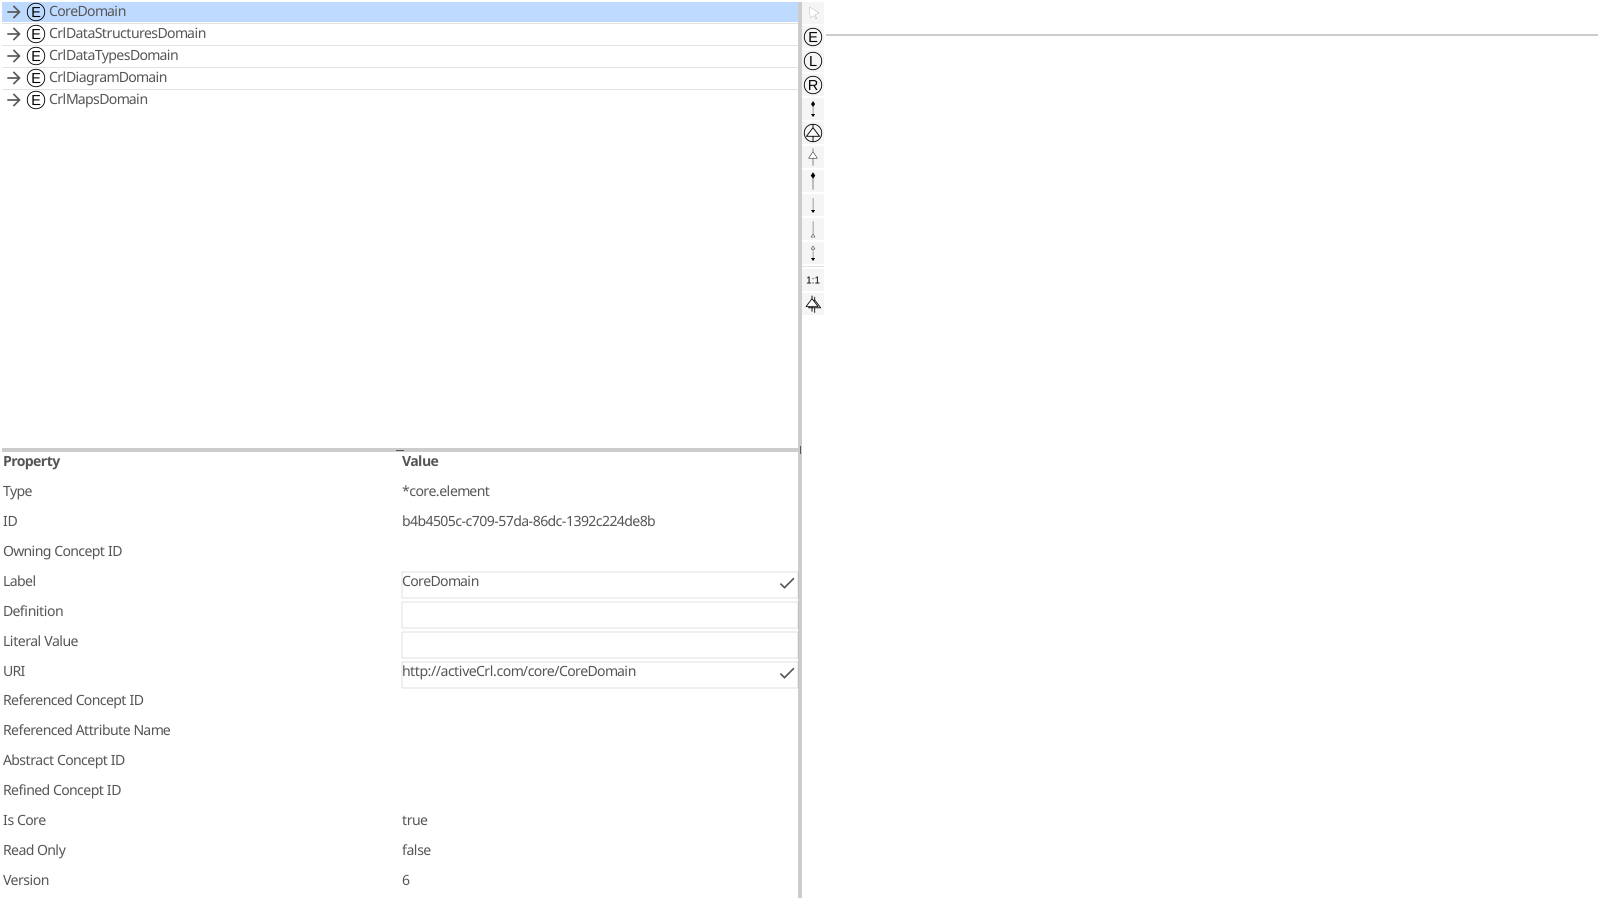 E CoreDomain
E CrlDataStructuresDomain
E CrlDataTypesDomain
E CrlDiagramDomain
E CrlMapsDomain
E
L
R
1:1
Property Value
Type *core.element
ID b4b4505c-c709-57da-86dc-1392c224de8b
Owning Concept ID
Label CoreDomain
Definition
Literal Value
URI http://activeCrl.com/core/CoreDomain
Referenced Concept ID
Referenced Attribute Name
Abstract Concept ID
Refined Concept ID
Is Core true
Read Only false
Version 6